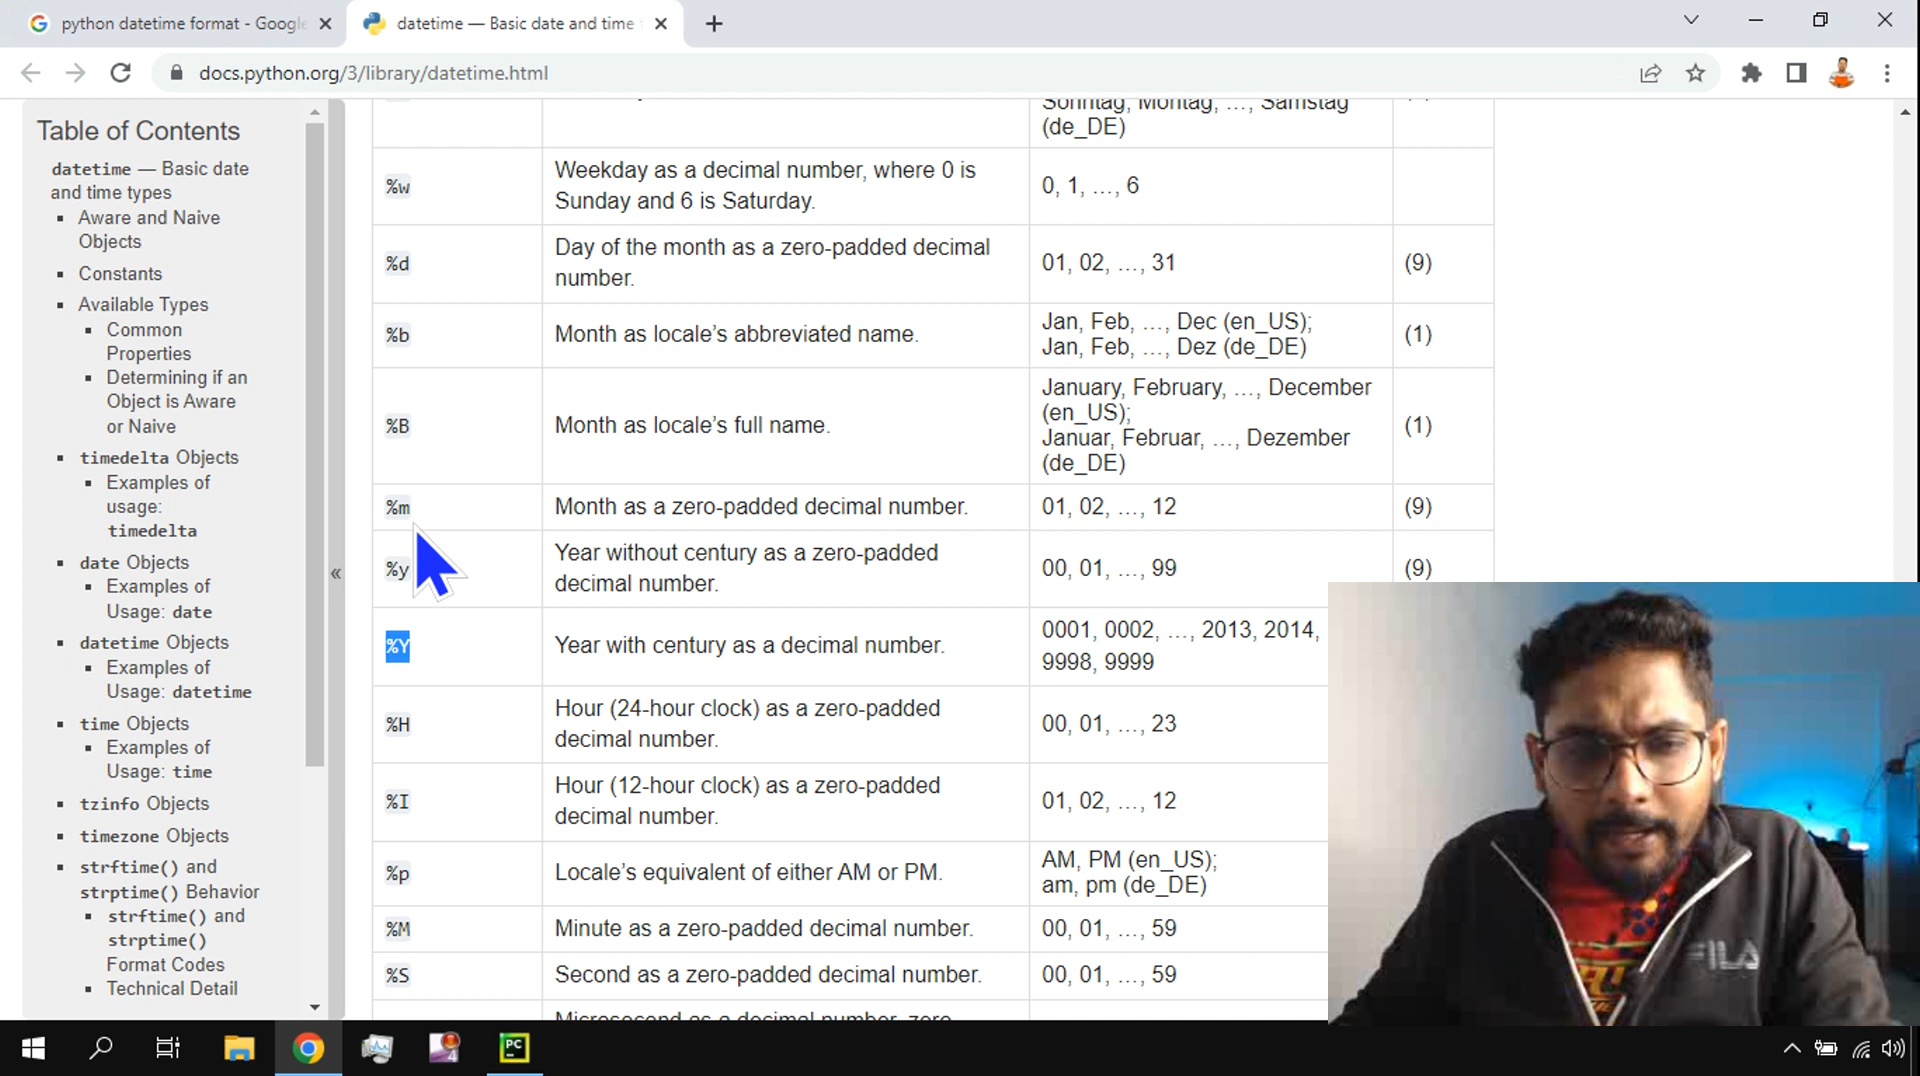 python datetime format - Google
datetime — Basic date and time
docs.python.org/3/library/datetime.html
Table of Contents
datetime — Basic date
and time types
Aware and Naive
Objects
Constants
Available Types
Common
Properties
Determining if an
Object is Aware
or Naive
timedelta Objects
Examples of
usage:
timedelta
date Objects
Examples of
Usage: date
datetime Objects
Examples of
Usage: datetime
time Objects
Examples of
Usage: time
tzinfo Objects
timezone Objects
strftime() and
strptime() Behavior
strftime() and
strptime()
Format Codes
Technical Detail
«
Sonntag, Montag, …, Samstag
(de_DE)
%w
Weekday as a decimal number, where 0 is
Sunday and 6 is Saturday.
0, 1, …, 6
%d
Day of the month as a zero-padded decimal
number.
01, 02, …, 31
(9)
%b
Month as locale’s abbreviated name.
Jan, Feb, …, Dec (en_US);
Jan, Feb, …, Dez (de_DE)
(1)
%B
Month as locale’s full name.
January, February, …, December
(en_US);
Januar, Februar, …, Dezember
(de_DE)
(1)
%m
Month as a zero-padded decimal number.
01, 02, …, 12
(9)
%y
Year without century as a zero-padded
decimal number.
00, 01, …, 99
(9)
%Y
Year with century as a decimal number.
0001, 0002, …, 2013, 2014,
9998, 9999
%H
Hour (24-hour clock) as a zero-padded
decimal number.
00, 01, …, 23
%I
Hour (12-hour clock) as a zero-padded
decimal number.
01, 02, …, 12
%p
Locale’s equivalent of either AM or PM.
AM, PM (en_US);
am, pm (de_DE)
%M
Minute as a zero-padded decimal number.
00, 01, …, 59
%S
Second as a zero-padded decimal number.
00, 01, …, 59
Microsecond as a decimal number, zero
FILA
4
PC